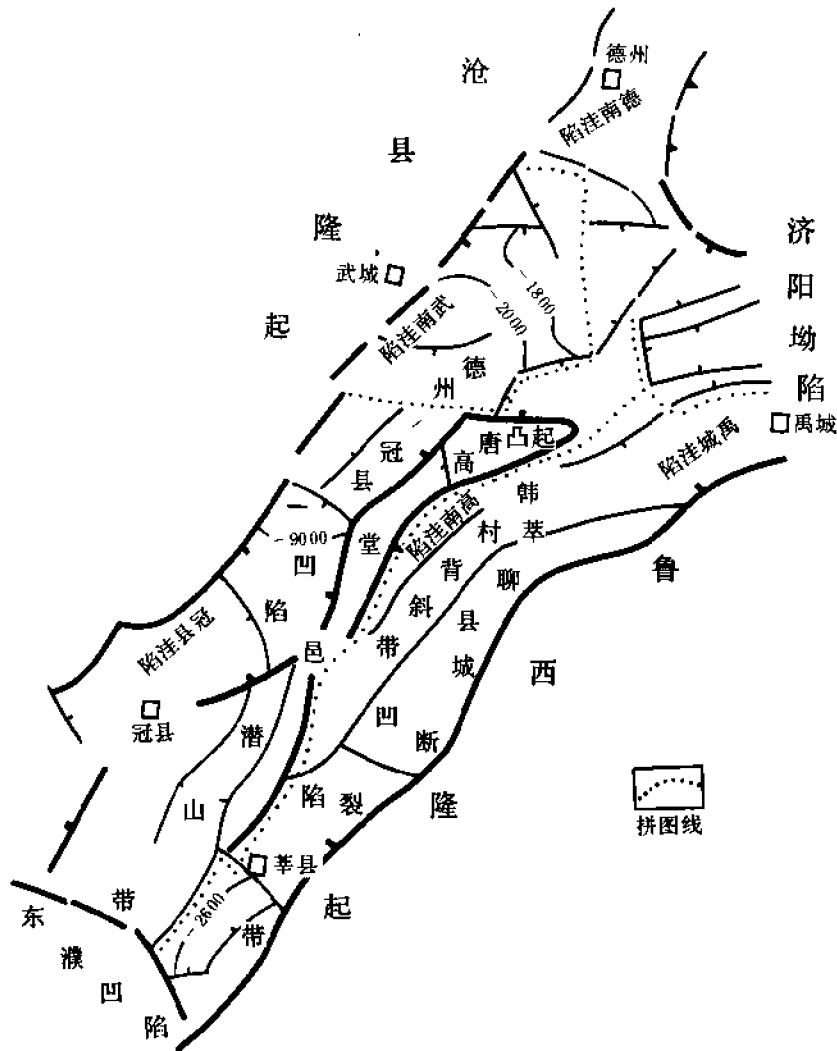 沧县隆起
德州
德南洼陷
济阳坳陷
武城
武南洼陷
-1800
-2000
德州
冠县凹陷
高唐凸起
禹城
禹城洼陷
-9000
高南洼陷
堂邑潜山带
韩村背斜带
莘县凹陷
聊城断裂带
鲁西隆起
冠县洼陷
冠县
莘县
-2600
东濮凹陷
拼图线